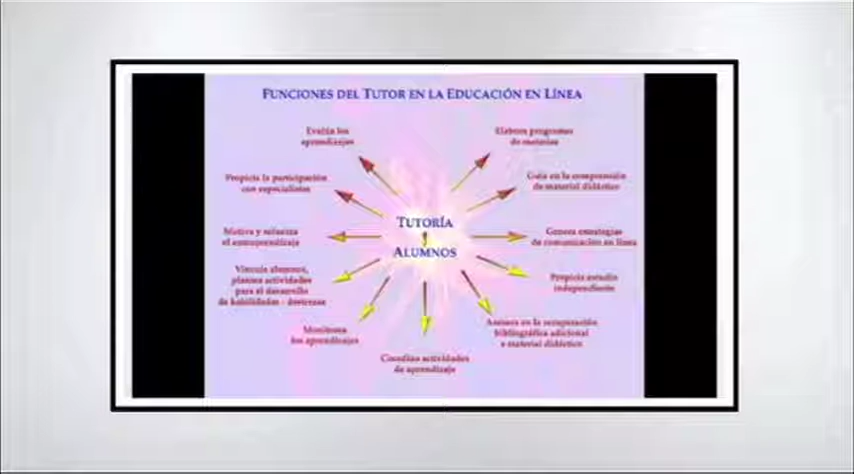 FUNCIONES DEL TUTOR EN LA EDUCACIÓN EN LÍNEA
Evalúa los
aprendizajes
Elabora programas
de materias
Propicia la participación
con especialistas
Guía en la comprensión
de material didáctico
TUTORÍA
ALUMNOS
Motiva y refuerza
el autoaprendizaje
Genera estrategias
de comunicación en línea
Vincula alumnos,
plantea actividades
para el desarrollo
de habilidades - destrezas
Propicia estudio
independiente
Monitorea
los aprendizajes
Asesora en la recuperación
bibliográfica adicional
a material didáctico
Coordina actividades
de aprendizaje